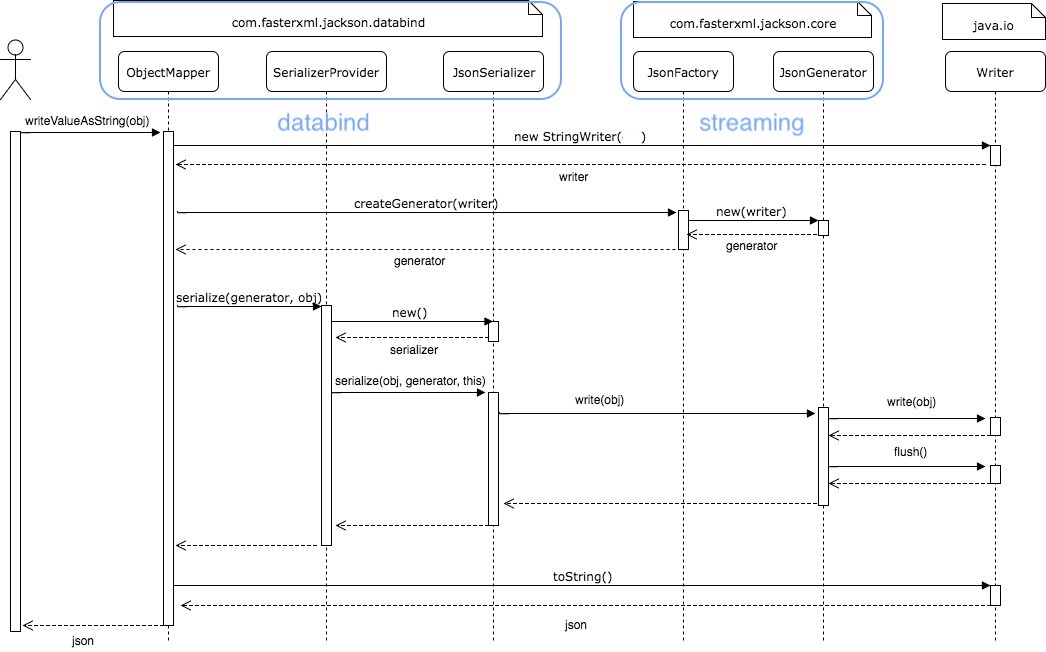 com.fasterxml.jackson.databind
com.fasterxml.jackson.core
java.io
ObjectMapper
SerializerProvider
JsonSerializer
JsonFactory
JsonGenerator
Writer
databind
streaming
writeValueAsString(obj)
new StringWriter( )
writer
createGenerator(writer)
new(writer)
generator
generator
serialize(generator, obj)
new()
serializer
serialize(obj, generator, this)
write(obj)
write(obj)
flush()
toString()
json
json